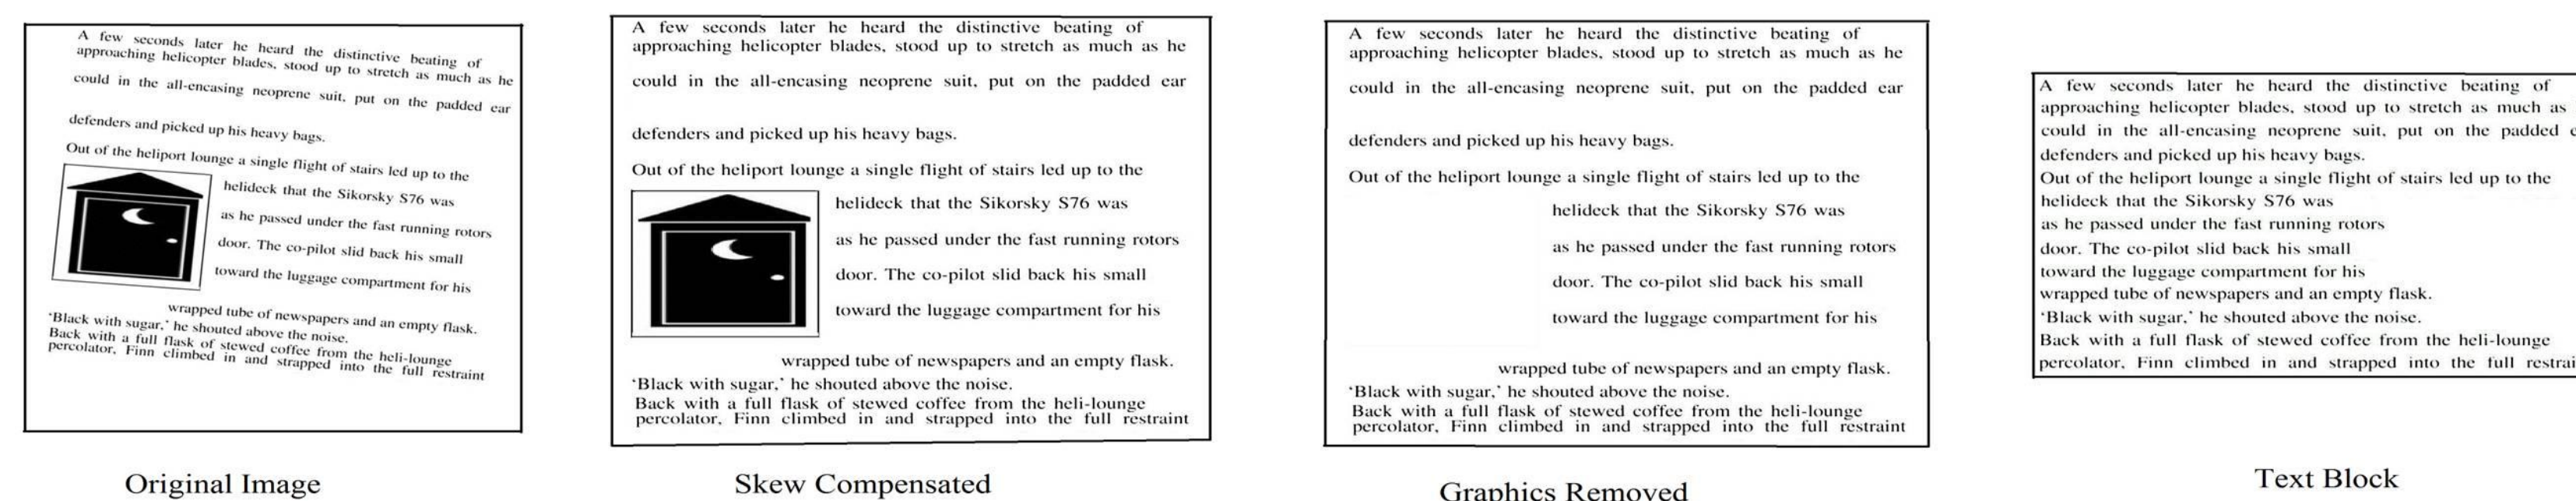 A few seconds later he heard the distinctive beating of
approaching helicopter blades, stood up to stretch as much as he
could in the all-encasing neoprene suit, put on the padded ear
defenders and picked up his heavy bags.
Out of the heliport lounge a single flight of stairs led up to the
helideck that the Sikorsky S76 was
as he passed under the fast running rotors
door. The co-pilot slid back his small
toward the luggage compartment for his
wrapped tube of newspapers and an empty flask.
‘Black with sugar,’ he shouted above the noise.
Back with a full flask of stewed coffee from the heli-lounge
percolator, Finn climbed in and strapped into the full restraint
Original Image
A few seconds later he heard the distinctive beating of
approaching helicopter blades, stood up to stretch as much as he
could in the all-encasing neoprene suit, put on the padded ear
defenders and picked up his heavy bags.
Out of the heliport lounge a single flight of stairs led up to the
helideck that the Sikorsky S76 was
as he passed under the fast running rotors
door. The co-pilot slid back his small
toward the luggage compartment for his
wrapped tube of newspapers and an empty flask.
‘Black with sugar,’ he shouted above the noise.
Back with a full flask of stewed coffee from the heli-lounge
percolator, Finn climbed in and strapped into the full restraint
Skew Compensated
A few seconds later he heard the distinctive beating of
approaching helicopter blades, stood up to stretch as much as he
could in the all-encasing neoprene suit, put on the padded ear
defenders and picked up his heavy bags.
Out of the heliport lounge a single flight of stairs led up to the
helideck that the Sikorsky S76 was
as he passed under the fast running rotors
door. The co-pilot slid back his small
toward the luggage compartment for his
wrapped tube of newspapers and an empty flask.
‘Black with sugar,’ he shouted above the noise.
Back with a full flask of stewed coffee from the heli-lounge
percolator, Finn climbed in and strapped into the full restraint
Graphics Removed
A few seconds later he heard the distinctive beating of
approaching helicopter blades, stood up to stretch as much as
could in the all-encasing neoprene suit, put on the padded
defenders and picked up his heavy bags.
Out of the heliport lounge a single flight of stairs led up to the
helideck that the Sikorsky S76 was
as he passed under the fast running rotors
door. The co-pilot slid back his small
toward the luggage compartment for his
wrapped tube of newspapers and an empty flask.
‘Black with sugar,’ he shouted above the noise.
Back with a full flask of stewed coffee from the heli-lounge
percolator, Finn climbed in and strapped into the full
Text Block